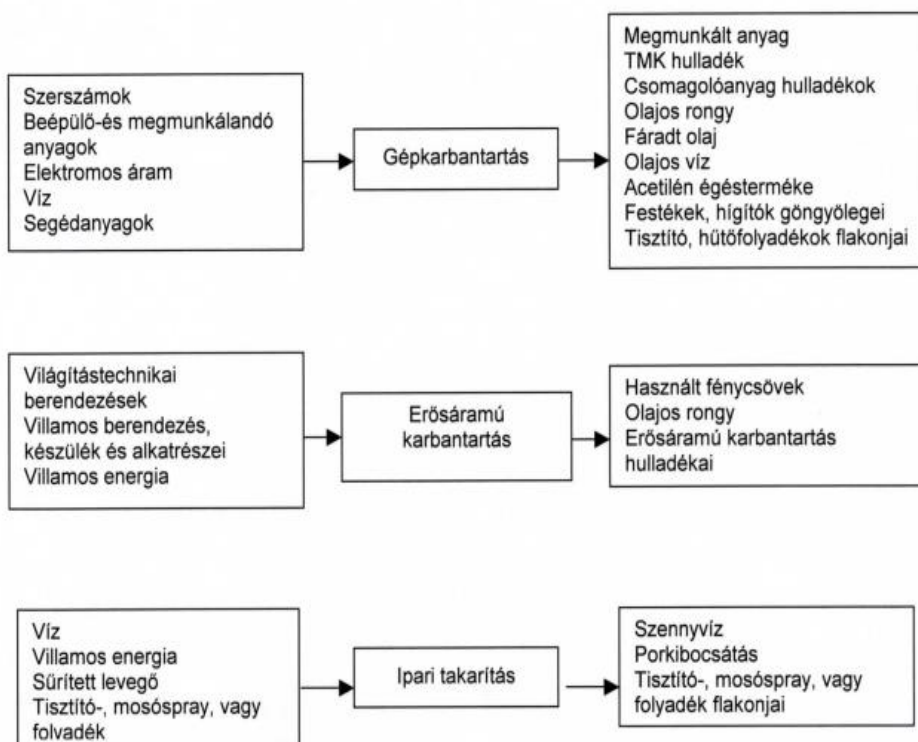 Szerszámok
Beépülő-és megmunkálandó
anyagok
Elektromos áram
Víz
Segédanyagok
Gépkarbantartás
Megmunkált anyag
TMK hulladék
Csomagolóanyag hulladékok
Olajos rongy
Fáradt olaj
Olajos víz
Acetilén égésterméke
Festékek, hígítók göngyölegei
Tisztító, hűtőfolyadékok flakonjai
Világítástechnikai
berendezések
Villamos berendezés,
készülék és alkatrészei
Villamos energia
Erősáramú
karbantartás
Használt fénycsövek
Olajos rongy
Erősáramú karbantartás
hulladékai
Víz
Villamos energia
Sűrített levegő
Tisztító-, mosóspray, vagy
folyadék
Ipari takarítás
Szennyvíz
Porkibocsátás
Tisztító-, mosóspray, vagy
folyadék flakonjai